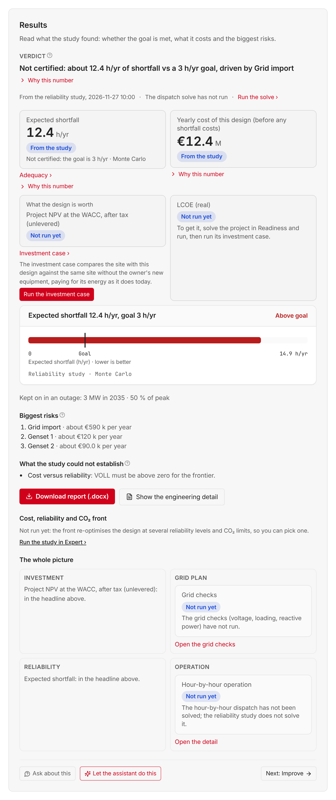 Results
Read what the study found: whether the goal is met, what it costs and the biggest risks.
VERDICT
Not certified: about 12.4 h/yr of shortfall vs a 3 h/yr goal, driven by Grid import
› Why this number
From the reliability study, 2026-11-27 10:00 · The dispatch solve has not run · Run the solve ›
Expected shortfall
12.4 h/yr
From the study
Not certified: the goal is 3 h/yr · Monte Carlo
Adequacy ›
› Why this number
Yearly cost of this design (before any
shortfall costs)
€12.4 M
From the study
› Why this number
What the design is worth
Project NPV at the WACC, after tax
(unlevered)
Not run yet
Investment case ›
The investment case compares the site with this
design against the same site without the owner's new
equipment, paying for its energy as it does today.
Run the investment case
LCOE (real)
Not run yet
To get it, solve the project in Readiness and
run, then run its investment case.
Expected shortfall 12.4 h/yr, goal 3 h/yr
Above goal
0
Goal
14.9 h/yr
Expected shortfall (h/yr) · lower is better
Reliability study · Monte Carlo
Kept on in an outage: 3 MW in 2035 · 50 % of peak
Biggest risks
1. Grid import · about €590 k per year
2. Genset 1 · about €120 k per year
3. Genset 2 · about €90.0 k per year
What the study could not establish
• Cost versus reliability: VOLL must be above zero for the frontier.
Download report (.docx)
Show the engineering detail
Cost, reliability and CO₂ front
Not run yet: the front re-optimises the design at several reliability levels and CO₂ limits, so you can pick one.
Run the study in Expert ›
The whole picture
INVESTMENT
Project NPV at the WACC, after tax (unlevered):
in the headline above.
GRID PLAN
Grid checks
Not run yet
The grid checks (voltage, loading, reactive
power) have not run.
Open the grid checks
RELIABILITY
Expected shortfall: in the headline above.
OPERATION
Hour-by-hour operation
Not run yet
The hour-by-hour dispatch has not been
solved; the reliability study does not solve
it.
Open the detail
Ask about this
Let the assistant do this
Next: Improve →